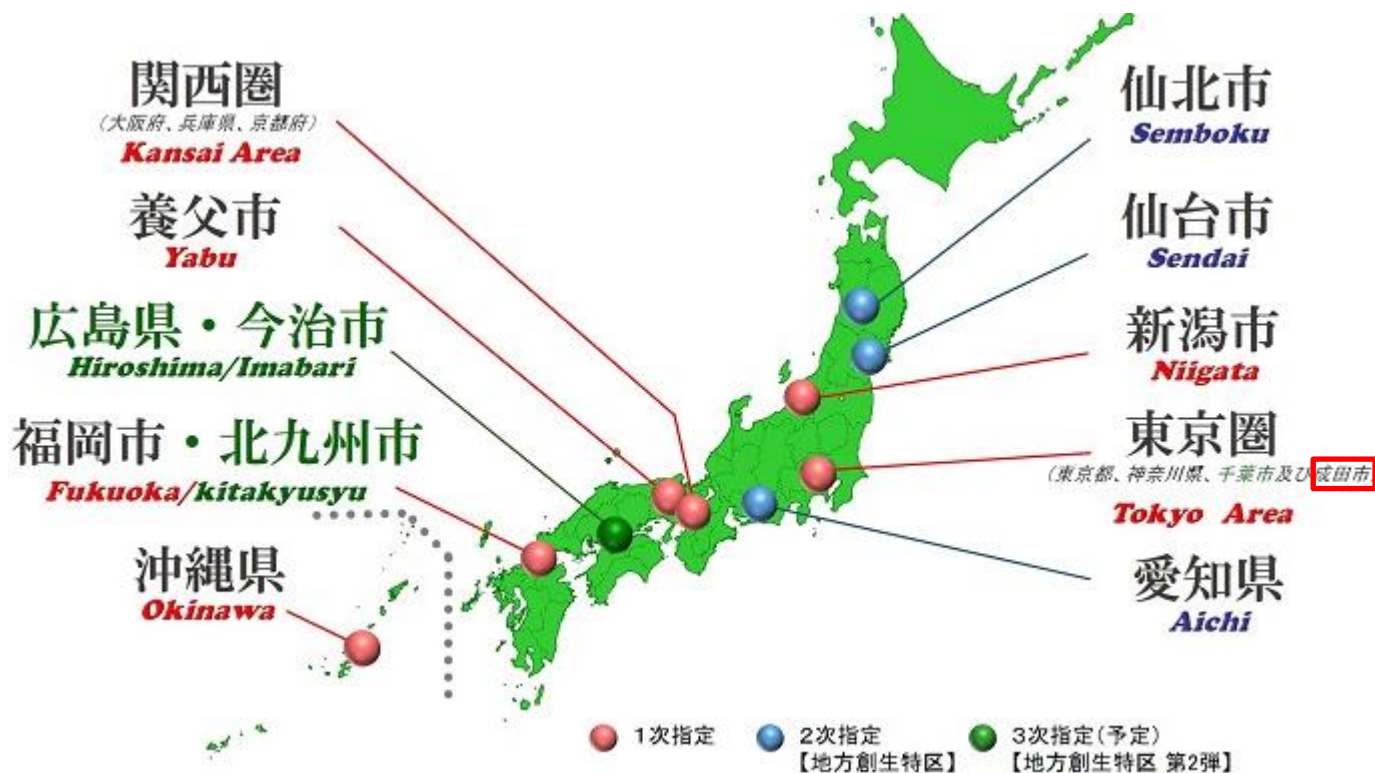 関西圏
(大阪府、兵庫県、京都府)
Kansai Area
養父市
Yabu
広島県・今治市
Hiroshima/Imabari
福岡市・北九州市
Fukuoka/kitakyusyu
沖縄県
Okinawa
仙北市
Semboku
仙台市
Sendai
新潟市
Niigata
東京圏
(東京都、神奈川県、千葉市及び成田市)
Tokyo Area
愛知県
Aichi
1次指定
2次指定
【地方創生特区】
3次指定(予定)
【地方創生特区 第2弾】